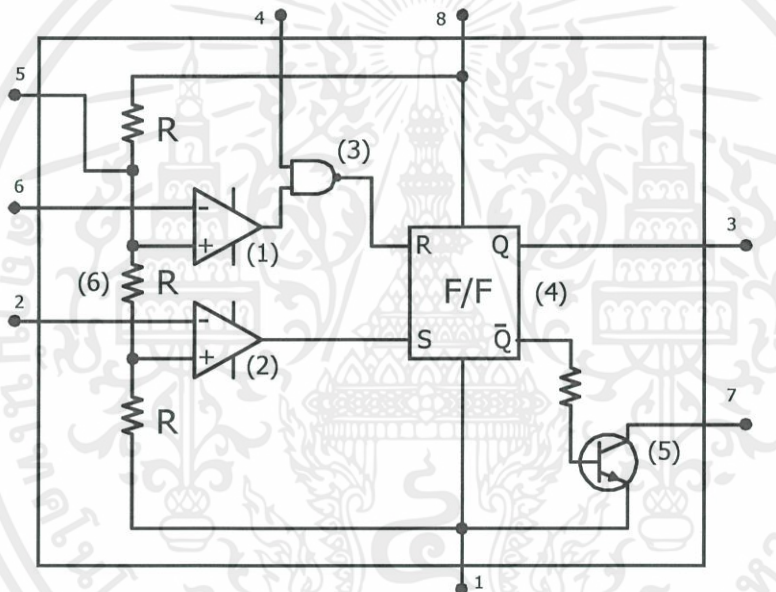 4
8
5
R
(3)
6
-
+
(1)
R
Q
3
(6)
R
F/F
(4)
2
-
+
(2)
S
Q̄
R
7
(5)
1